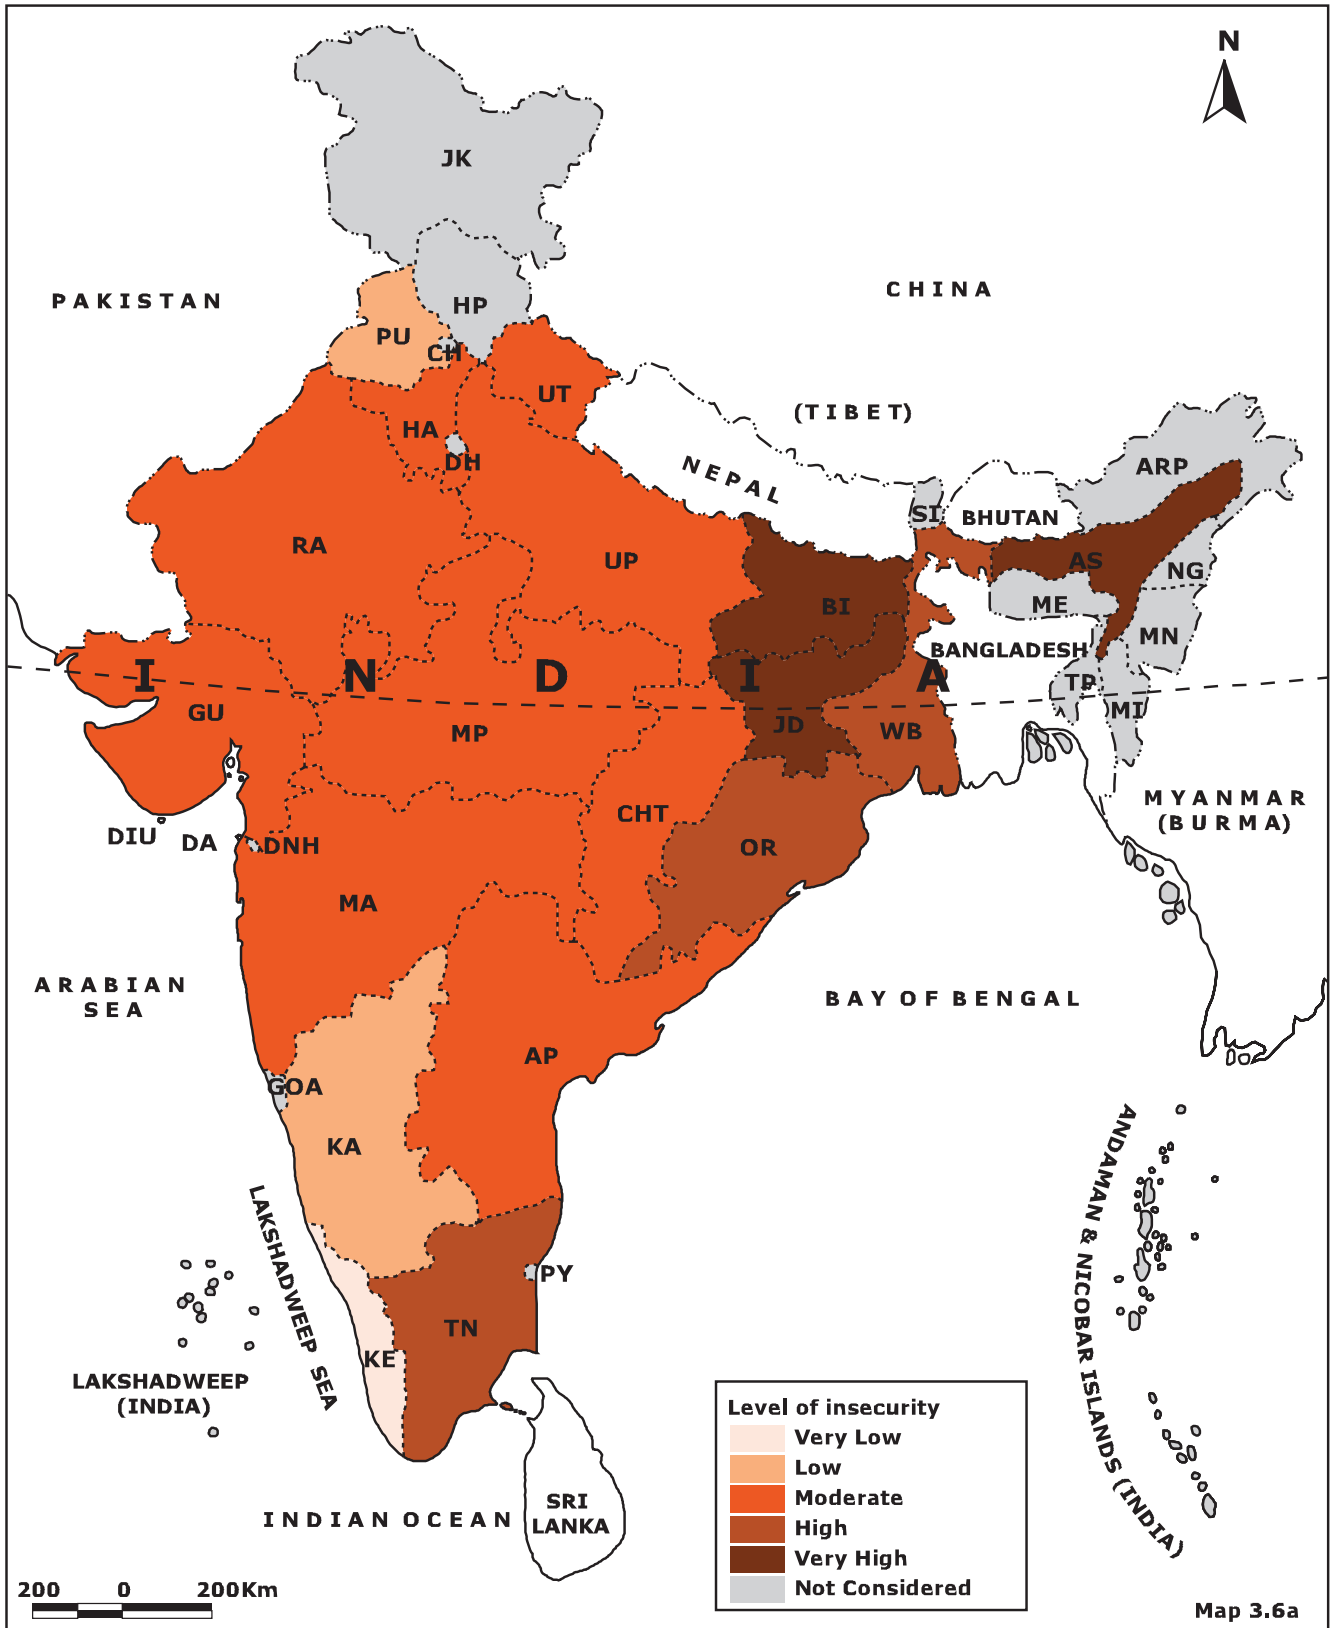 N
JK
PAKISTAN
HP
CHINA
PU
CH
UT
(TIBET)
HA
DH
NEPAL
ARP
SI
BHUTAN
RA
UP
AS
NG
BI
ME
MN
BANGLADESH
I N D I A
TP
MI
GU
MP
JD
WB
CHT
MYANMAR
(BURMA)
DIU
DA
DNH
OR
MA
ARABIAN
SEA
BAY OF BENGAL
AP
GOA
KA
ANDAMAN & NICOBAR ISLANDS (INDIA)
LAKSHADWEEP SEA
PY
TN
KE
LAKSHADWEEP
(INDIA)
Level of insecurity
Very Low
Low
Moderate
High
Very High
Not Considered
SRI
LANKA
INDIAN OCEAN
200 0 200Km
Map 3.6a